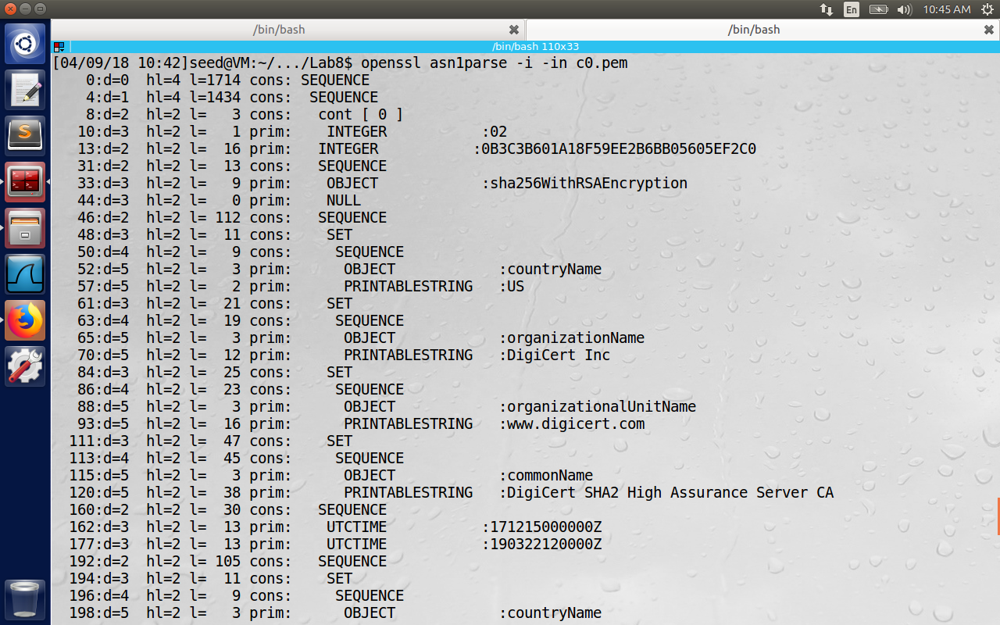 En 10:45 AM
/bin/bash /bin/bash
/bin/bash 110x33
[04/09/18 10:42]seed@VM:~/.../Lab8$ openssl asn1parse -i -in c0.pem
    0:d=0  hl=4 l=1714 cons: SEQUENCE
    4:d=1  hl=4 l=1434 cons:  SEQUENCE
    8:d=2  hl=2 l=   3 cons:   cont [ 0 ]
   10:d=3  hl=2 l=   1 prim:    INTEGER           :02
   13:d=2  hl=2 l=  16 prim:   INTEGER           :0B3C3B601A18F59EE2B6BB05605EF2C0
   31:d=2  hl=2 l=  13 cons:   SEQUENCE
   33:d=3  hl=2 l=   9 prim:    OBJECT            :sha256WithRSAEncryption
   44:d=3  hl=2 l=   0 prim:    NULL
   46:d=2  hl=2 l= 112 cons:   SEQUENCE
   48:d=3  hl=2 l=  11 cons:    SET
   50:d=4  hl=2 l=   9 cons:     SEQUENCE
   52:d=5  hl=2 l=   3 prim:      OBJECT            :countryName
   57:d=5  hl=2 l=   2 prim:      PRINTABLESTRING   :US
   61:d=3  hl=2 l=  21 cons:    SET
   63:d=4  hl=2 l=  19 cons:     SEQUENCE
   65:d=5  hl=2 l=   3 prim:      OBJECT            :organizationName
   70:d=5  hl=2 l=  12 prim:      PRINTABLESTRING   :DigiCert Inc
   84:d=3  hl=2 l=  25 cons:    SET
   86:d=4  hl=2 l=  23 cons:     SEQUENCE
   88:d=5  hl=2 l=   3 prim:      OBJECT            :organizationalUnitName
   93:d=5  hl=2 l=  16 prim:      PRINTABLESTRING   :www.digicert.com
  111:d=3  hl=2 l=  47 cons:    SET
  113:d=4  hl=2 l=  45 cons:     SEQUENCE
  115:d=5  hl=2 l=   3 prim:      OBJECT            :commonName
  120:d=5  hl=2 l=  38 prim:      PRINTABLESTRING   :DigiCert SHA2 High Assurance Server CA
  160:d=2  hl=2 l=  30 cons:   SEQUENCE
  162:d=3  hl=2 l=  13 prim:    UTCTIME           :171215000000Z
  177:d=3  hl=2 l=  13 prim:    UTCTIME           :190322120000Z
  192:d=2  hl=2 l= 105 cons:   SEQUENCE
  194:d=3  hl=2 l=  11 cons:    SET
  196:d=4  hl=2 l=   9 cons:     SEQUENCE
  198:d=5  hl=2 l=   3 prim:      OBJECT            :countryName